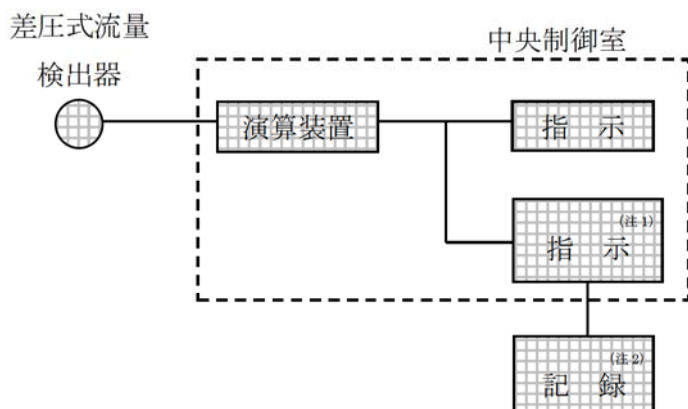 差圧式流量
検出器
中央制御室
演算装置
指 示
(注1)
指 示
(注2)
記 録